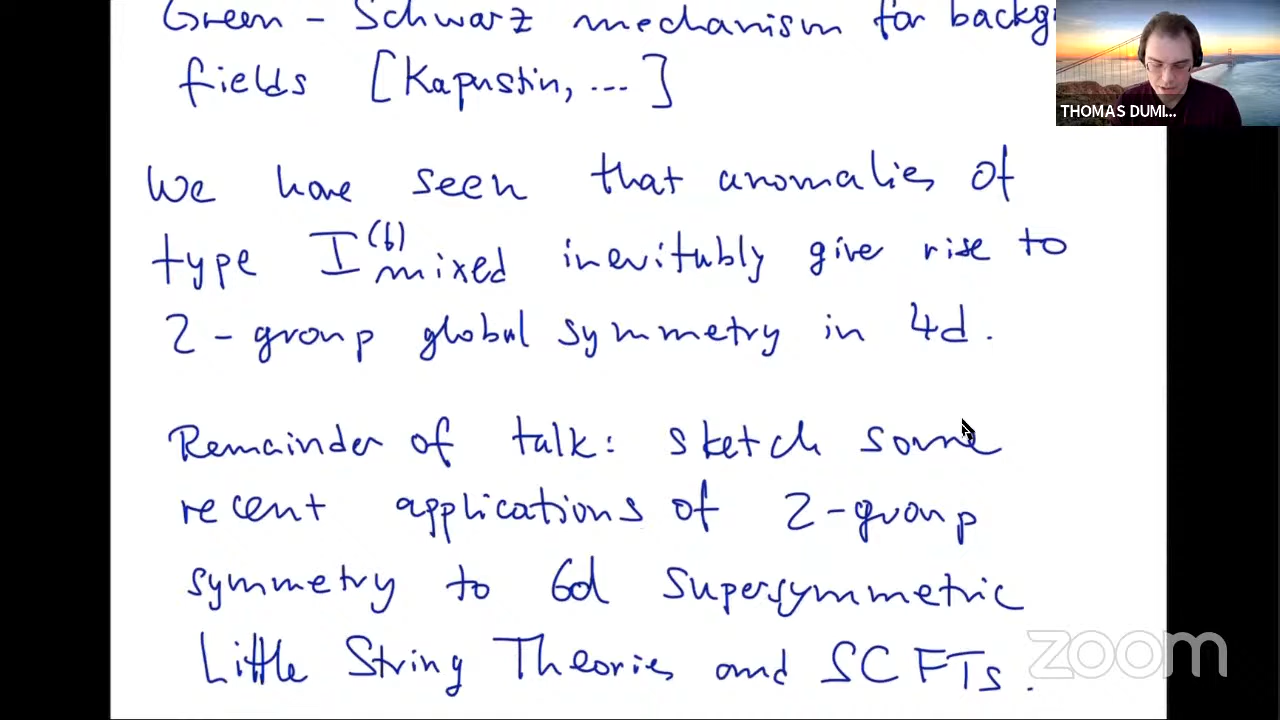 Green - Schwarz mechanism for backg
fields [Kapustin, ... ]
THOMAS DUMI...
We have seen that anomalies of
type I^(6) mixed inevitably give rise to
2-group global symmetry in 4d.
Remainder of talk: sketch some
recent applications of 2-group
symmetry to 6d supersymmetric
Little String Theories and SCFTs.
zoom